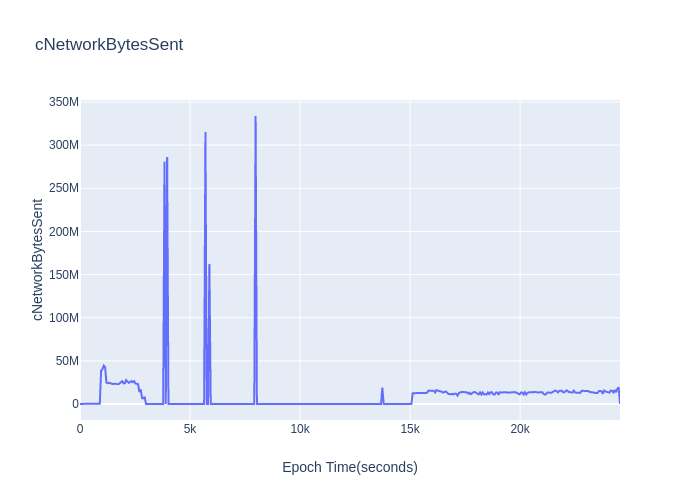 cNetworkBytesSent
350M
300M
250M
200M
150M
100M
50M
0
cNetworkBytesSent
0 5k 10k 15k 20k
Epoch Time(seconds)